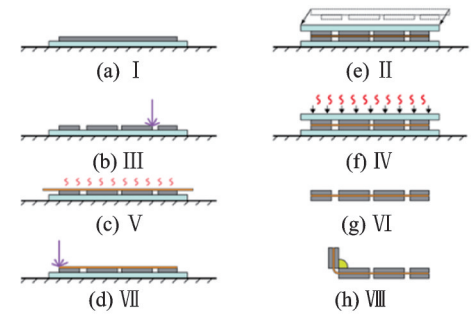 (a) Ⅰ
(e) Ⅱ
(b) Ⅲ
(f) Ⅳ
(c) Ⅴ
(g) Ⅵ
(d) Ⅶ
(h) Ⅷ